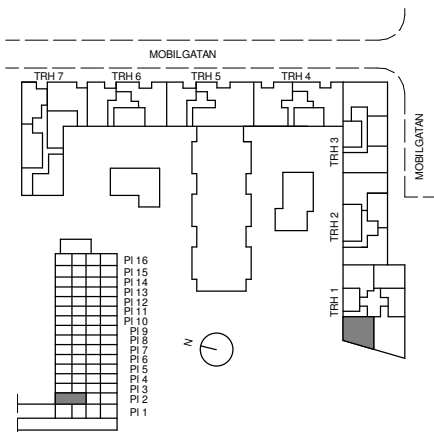 MOBILGATAN
TRH 7 TRH 6 TRH 5 TRH 4
MOBILGATAN
TRH 3
TRH 2
TRH 1
Pl 16
Pl 15
Pl 14
Pl 13
Pl 12
Pl 11
Pl 10
Pl 9
Pl 8
Pl 7
Pl 6
Pl 5
Pl 4
Pl 3
Pl 2
Pl 1
N